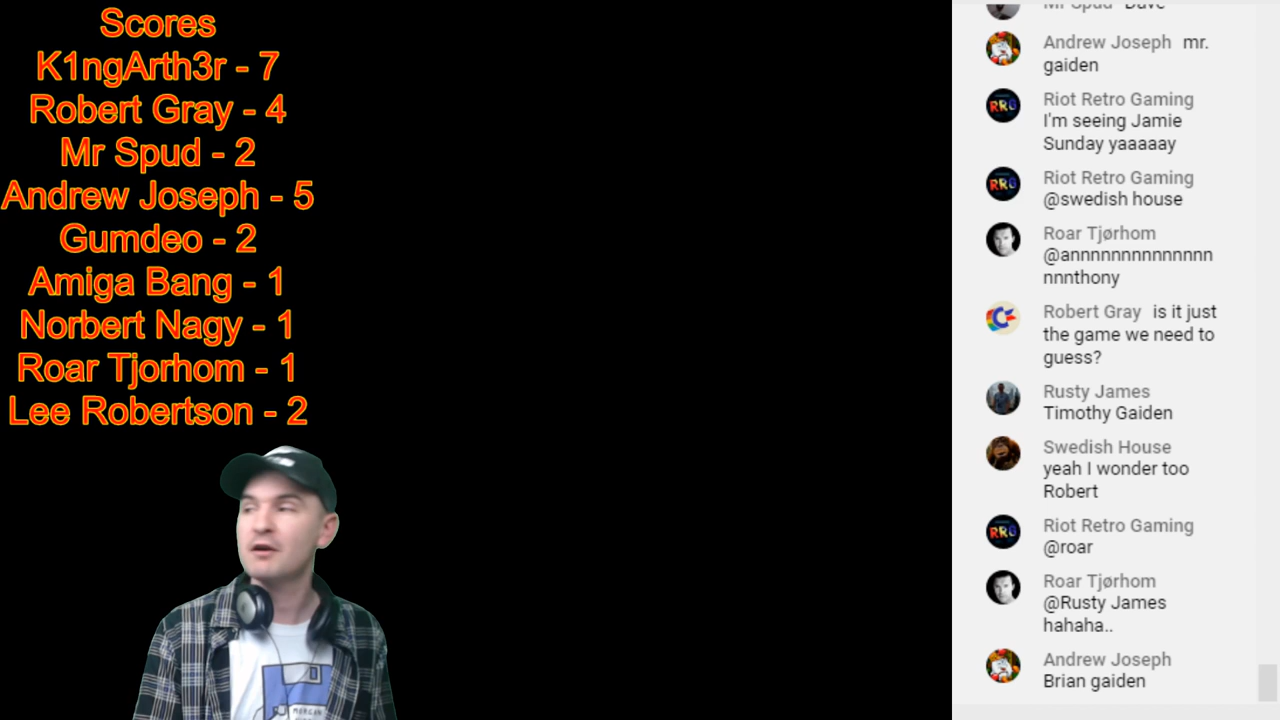 Scores
K1ngArth3r - 7
Robert Gray - 4
Mr Spud - 2
Andrew Joseph - 5
Gumdeo - 2
Amiga Bang - 1
Norbert Nagy - 1
Roar Tjorhom - 1
Lee Robertson - 2
Mr Spud Dave
Andrew Joseph mr.
gaiden
Riot Retro Gaming
I'm seeing Jamie
Sunday yaaaaay
Riot Retro Gaming
@swedish house
Roar Tjørhom
@annnnnnnnnnnnnn
nnnthony
Robert Gray is it just
the game we need to
guess?
Rusty James
Timothy Gaiden
Swedish House
yeah I wonder too
Robert
Riot Retro Gaming
@roar
Roar Tjørhom
@Rusty James
hahaha..
Andrew Joseph
Brian gaiden